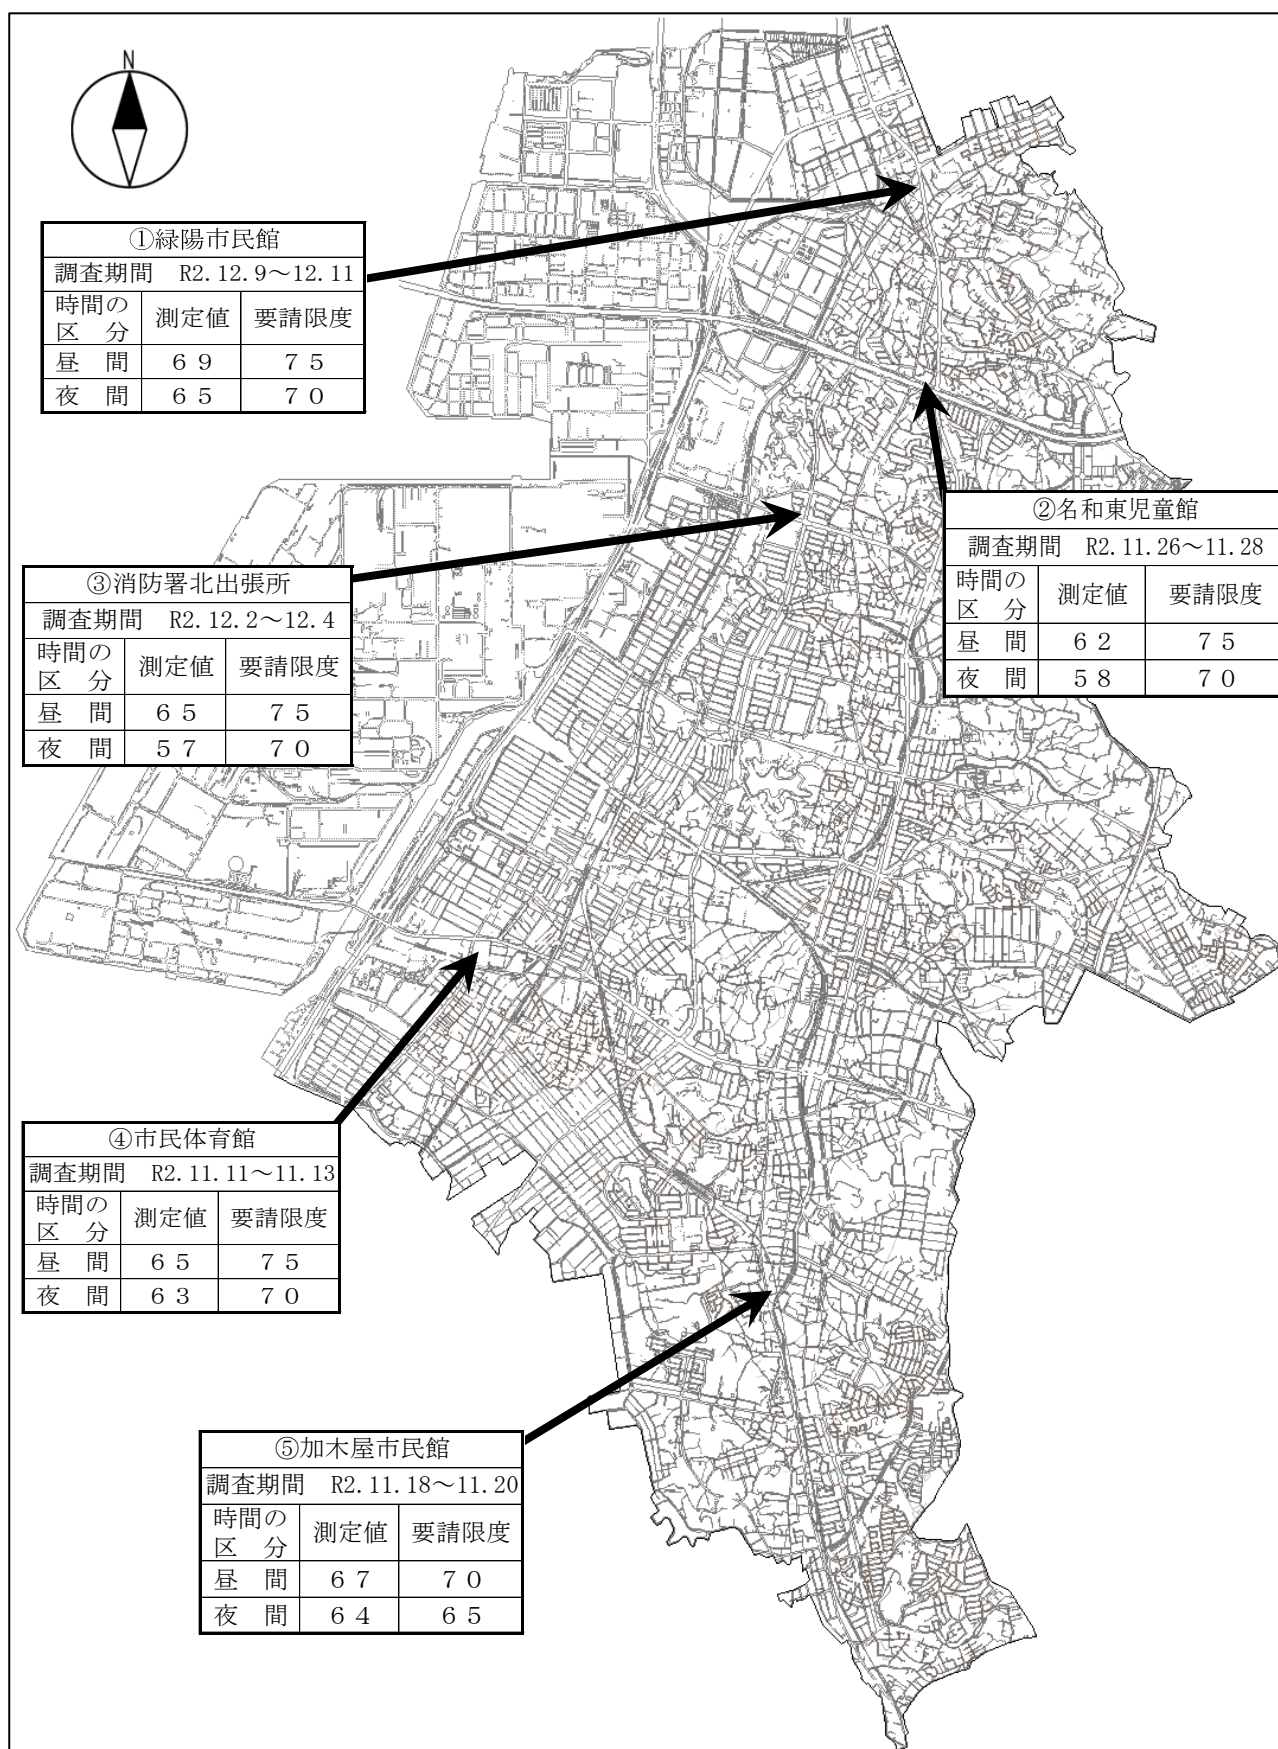 N
①緑陽市民館
調査期間 R2.12.9～12.11
時間の
区 分 測定値 要請限度
昼 間 ６９ ７５
夜 間 ６５ ７０
②名和東児童館
調査期間 R2.11.26～11.28
時間の
区 分 測定値 要請限度
昼 間 ６２ ７５
夜 間 ５８ ７０
③消防署北出張所
調査期間 R2.12.2～12.4
時間の
区 分 測定値 要請限度
昼 間 ６５ ７５
夜 間 ５７ ７０
④市民体育館
調査期間 R2.11.11～11.13
時間の
区 分 測定値 要請限度
昼 間 ６５ ７５
夜 間 ６３ ７０
⑤加木屋市民館
調査期間 R2.11.18～11.20
時間の
区 分 測定値 要請限度
昼 間 ６７ ７０
夜 間 ６４ ６５